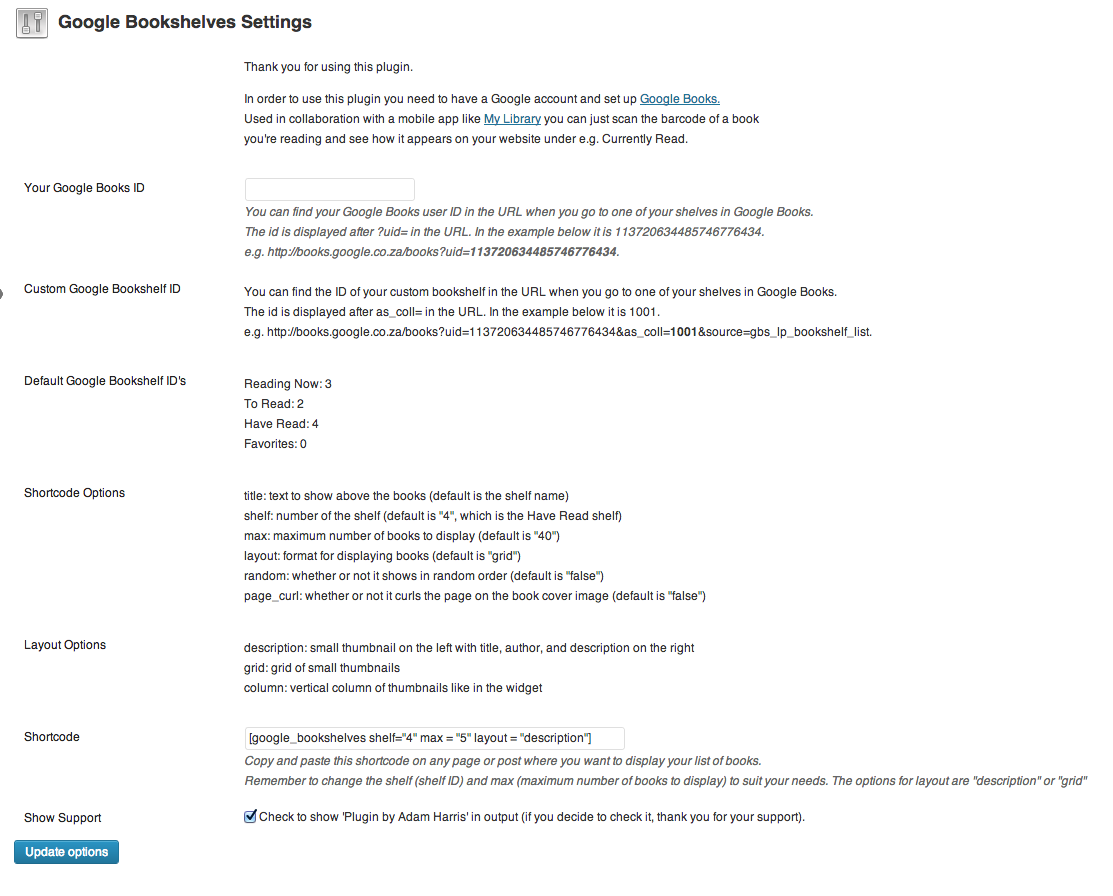 Google Bookshelves Settings
Thank you for using this plugin.
In order to use this plugin you need to have a Google account and set up Google Books.
Used in collaboration with a mobile app like My Library you can just scan the barcode of a book
you're reading and see how it appears on your website under e.g. Currently Read.
Your Google Books ID
You can find your Google Books user ID in the URL when you go to one of your shelves in Google Books.
The id is displayed after ?uid= in the URL. In the example below it is 113720634485746776434.
e.g. http://books.google.co.za/books?uid=113720634485746776434.
Custom Google Bookshelf ID
You can find the ID of your custom bookshelf in the URL when you go to one of your shelves in Google Books.
The id is displayed after as_coll= in the URL. In the example below it is 1001.
e.g. http://books.google.co.za/books?uid=113720634485746776434&as_coll=1001&source=gbs_lp_bookshelf_list.
Default Google Bookshelf ID's
Reading Now: 3
To Read: 2
Have Read: 4
Favorites: 0
Shortcode Options
title: text to show above the books (default is the shelf name)
shelf: number of the shelf (default is "4", which is the Have Read shelf)
max: maximum number of books to display (default is "40")
layout: format for displaying books (default is "grid")
random: whether or not it shows in random order (default is "false")
page_curl: whether or not it curls the page on the book cover image (default is "false")
Layout Options
description: small thumbnail on the left with title, author, and description on the right
grid: grid of small thumbnails
column: vertical column of thumbnails like in the widget
Shortcode
[google_bookshelves shelf="4" max = "5" layout = "description"]
Copy and paste this shortcode on any page or post where you want to display your list of books.
Remember to change the shelf (shelf ID) and max (maximum number of books to display) to suit your needs. The options for layout are "description" or "grid"
Show Support
Check to show 'Plugin by Adam Harris' in output (if you decide to check it, thank you for your support).
Update options